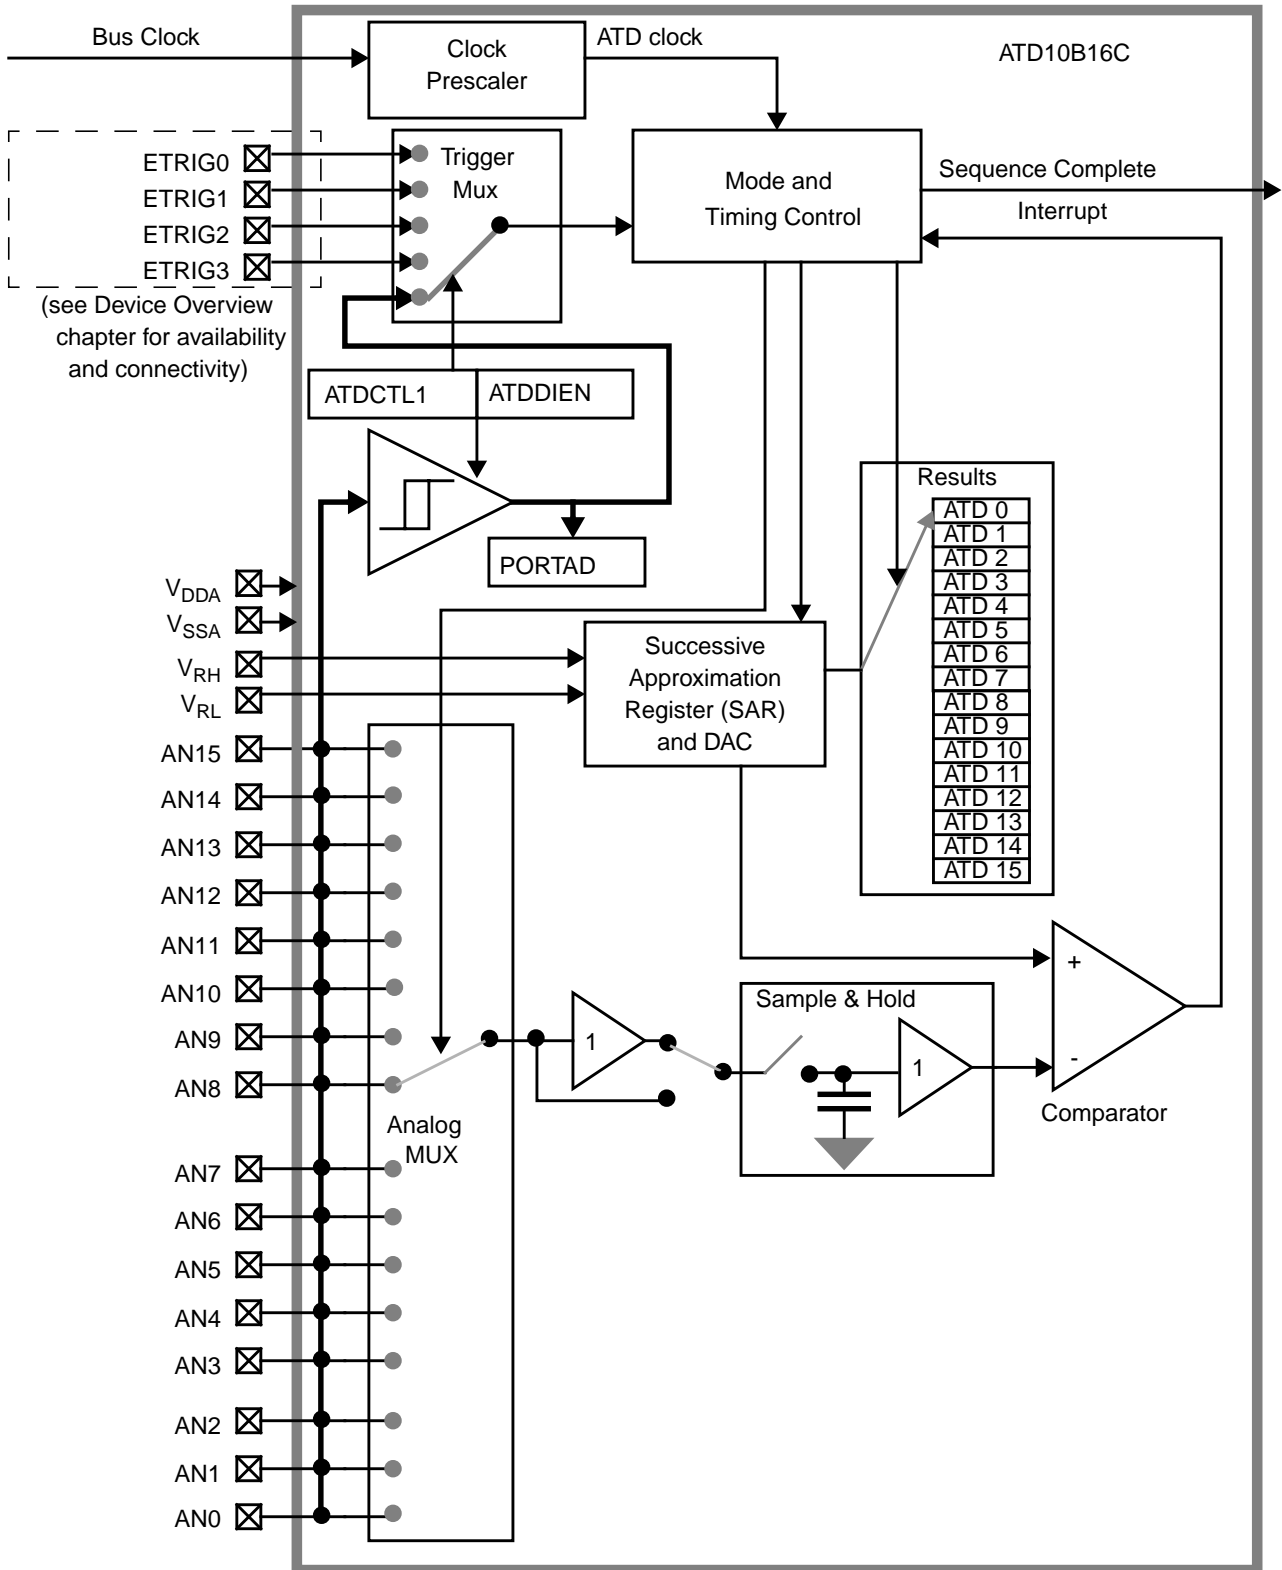 Bus Clock
Clock
Prescaler
ATD clock
ATD10B16C
ETRIG0
ETRIG1
ETRIG2
ETRIG3
(see Device Overview
chapter for availability
and connectivity)
Trigger
Mux
Mode and
Timing Control
Sequence Complete
Interrupt
ATDCTL1
ATDDIEN
PORTAD
Results
ATD 0
ATD 1
ATD 2
ATD 3
ATD 4
ATD 5
ATD 6
ATD 7
ATD 8
ATD 9
ATD 10
ATD 11
ATD 12
ATD 13
ATD 14
ATD 15
VDDA
VSSA
VRH
VRL
Successive
Approximation
Register (SAR)
and DAC
AN15
AN14
AN13
AN12
AN11
AN10
AN9
AN8
AN7
AN6
AN5
AN4
AN3
AN2
AN1
AN0
Analog
MUX
1
Sample & Hold
1
+
-
Comparator